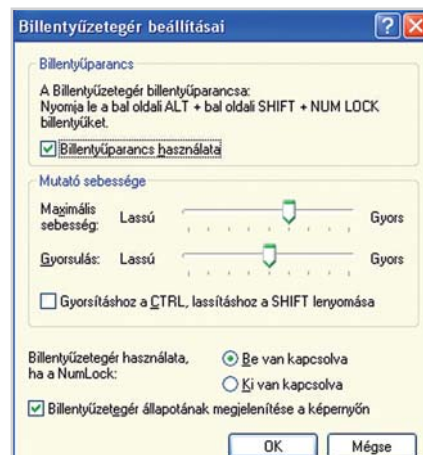 Billentyűzetegér beállításai
Billentyűparancs
A Billentyűzetegér billentyűparancsa:
Nyomja le a bal oldali ALT + bal oldali SHIFT + NUM LOCK
billentyűket.
Billentyűparancs használata
Mutató sebessége
Maximális
sebesség:
Lassú
Gyors
Gyorsulás:
Lassú
Gyors
Gyorsításhoz a CTRL, lassításhoz a SHIFT lenyomása
Billentyűzetegér használata,
ha a NumLock:
Be van kapcsolva
Ki van kapcsolva
Billentyűzetegér állapotának megjelenítése a képernyőn
OK
Mégse